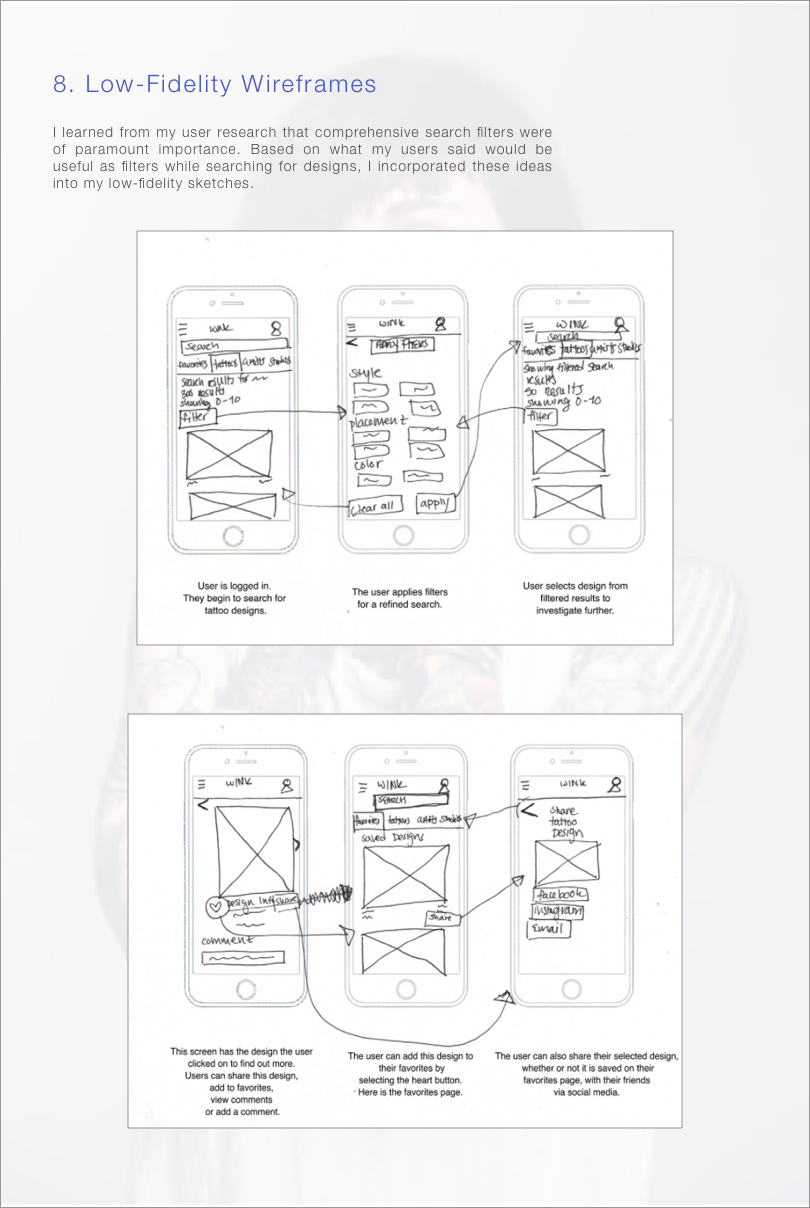 8. Low-Fidelity Wireframes
I learned from my user research that comprehensive search filters were
of paramount importance. Based on what my users said would be
useful as filters while searching for designs, I incorporated these ideas
into my low-fidelity sketches.
WINK
Search
favorites tattoos artists studios
search results for
300 results
showing 0-10
filter
User is logged in.
They begin to search for
tattoo designs.
WINK
Apply Filters
style
placement
color
clear all
apply
The user applies filters
for a refined search.
WINK
search
favorites tattoos artists studios
showing filtered search
results
50 results
showing 0-10
filter
User selects design from
filtered results to
investigate further.
WINK
Design Info share
comment
This screen has the design the user
clicked on to find out more.
Users can share this design,
add to favorites,
view comments
or add a comment.
WINK
SEARCH
favorites tattoos artists studios
saved Designs
share
The user can add this design to
their favorites by
selecting the heart button.
Here is the favorites page.
WINK
share
tattoo
Design
facebook
instagram
Email
The user can also share their selected design,
whether or not it is saved on their
favorites page, with their friends
via social media.